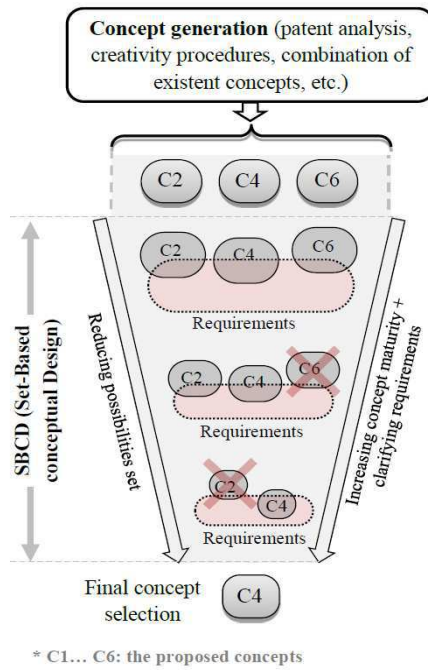 Concept generation (patent analysis,
creativity procedures, combination of
existent concepts, etc.)
C2 C4 C6
C2 C4 C6
Requirements
C2 C4 C6
Requirements
C2 C4
Requirements
SBCD (Set-Based
conceptual Design)
Reducing possibilities set
Increasing concept maturity +
clarifying requirements
Final concept
selection
C4
* C1... C6: the proposed concepts